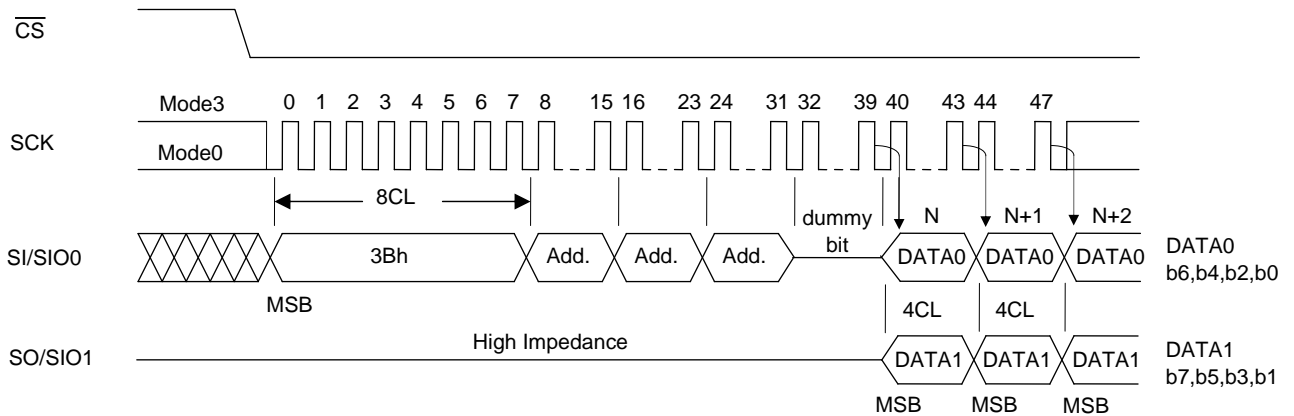 CS
Mode3 0 1 2 3 4 5 6 7 8 15 16 23 24 31 32 39 40 43 44 47
SCK
Mode0
8CL
dummy
bit
N N+1 N+2
SI/SIO0 3Bh Add. Add. Add. DATA0 DATA0 DATA0
DATA0
b6,b4,b2,b0
MSB
4CL 4CL
High Impedance
SO/SIO1 DATA1 DATA1 DATA1
DATA1
b7,b5,b3,b1
MSB MSB MSB